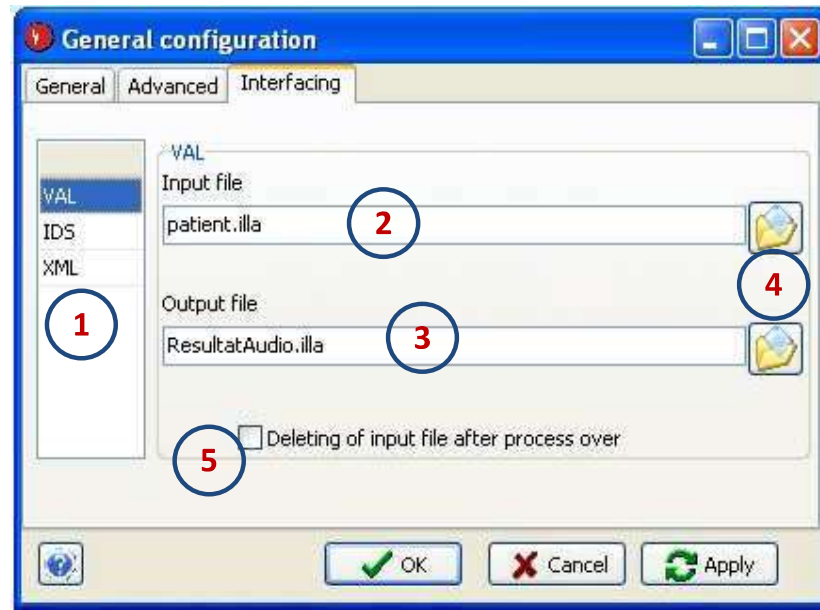 General configuration
General Advanced Interfacing
VAL
IDS
XML
1
VAL
Input file
patient.illa 2
4
Output file
ResultatAudio.illa 3
5 Deleting of input file after process over
OK Cancel Apply